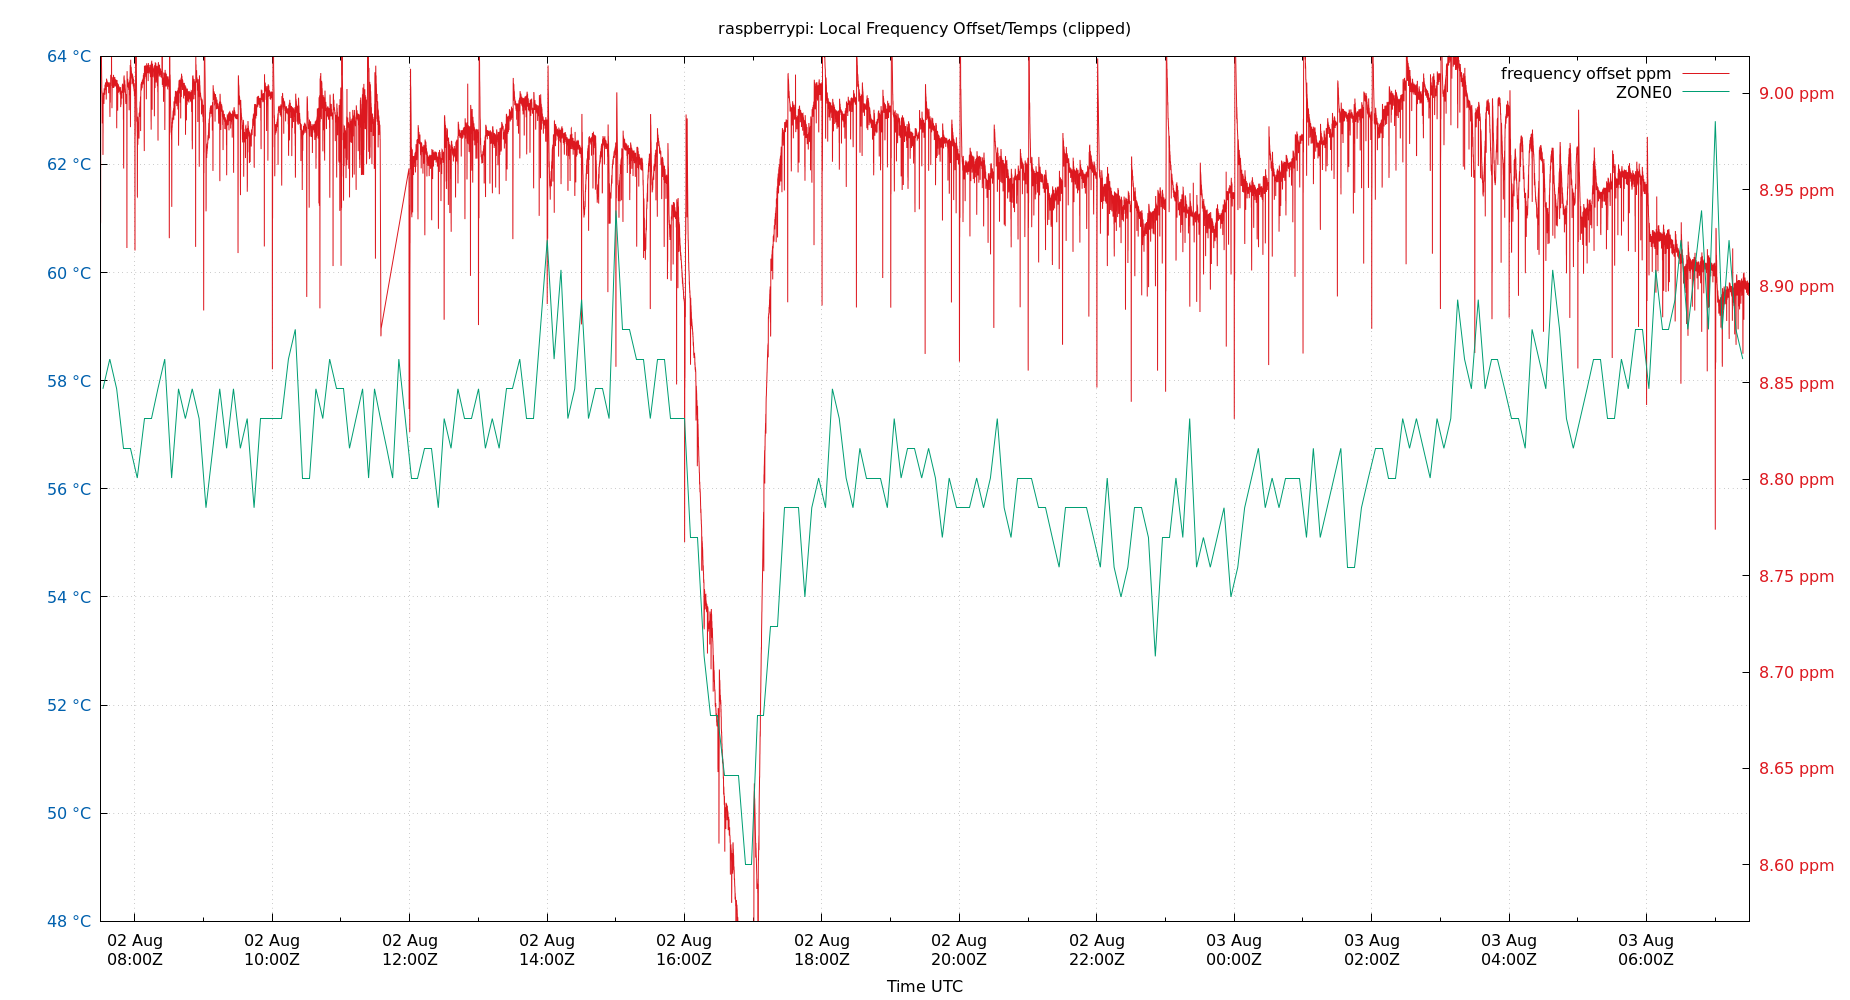 raspberrypi: Local Frequency Offset/Temps (clipped)
64 °C
62 °C
60 °C
58 °C
56 °C
54 °C
52 °C
50 °C
48 °C
frequency offset ppm
ZONE0
9.00 ppm
8.95 ppm
8.90 ppm
8.85 ppm
8.80 ppm
8.75 ppm
8.70 ppm
8.65 ppm
8.60 ppm
02 Aug 02 Aug 02 Aug 02 Aug 02 Aug 02 Aug 02 Aug 02 Aug 03 Aug 03 Aug 03 Aug 03 Aug
08:00Z 10:00Z 12:00Z 14:00Z 16:00Z 18:00Z 20:00Z 22:00Z 00:00Z 02:00Z 04:00Z 06:00Z
Time UTC